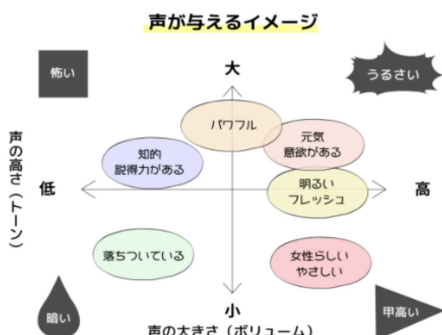 声が与えるイメージ
怖い
大
うるさい
パワフル
元気
意欲がある
知的
説得力がある
声の高さ（トーン）
低
明るい
フレッシュ
高
落ちついている
女性らしい
やさしい
暗い
小
甲高い
声の大きさ（ボリューム）